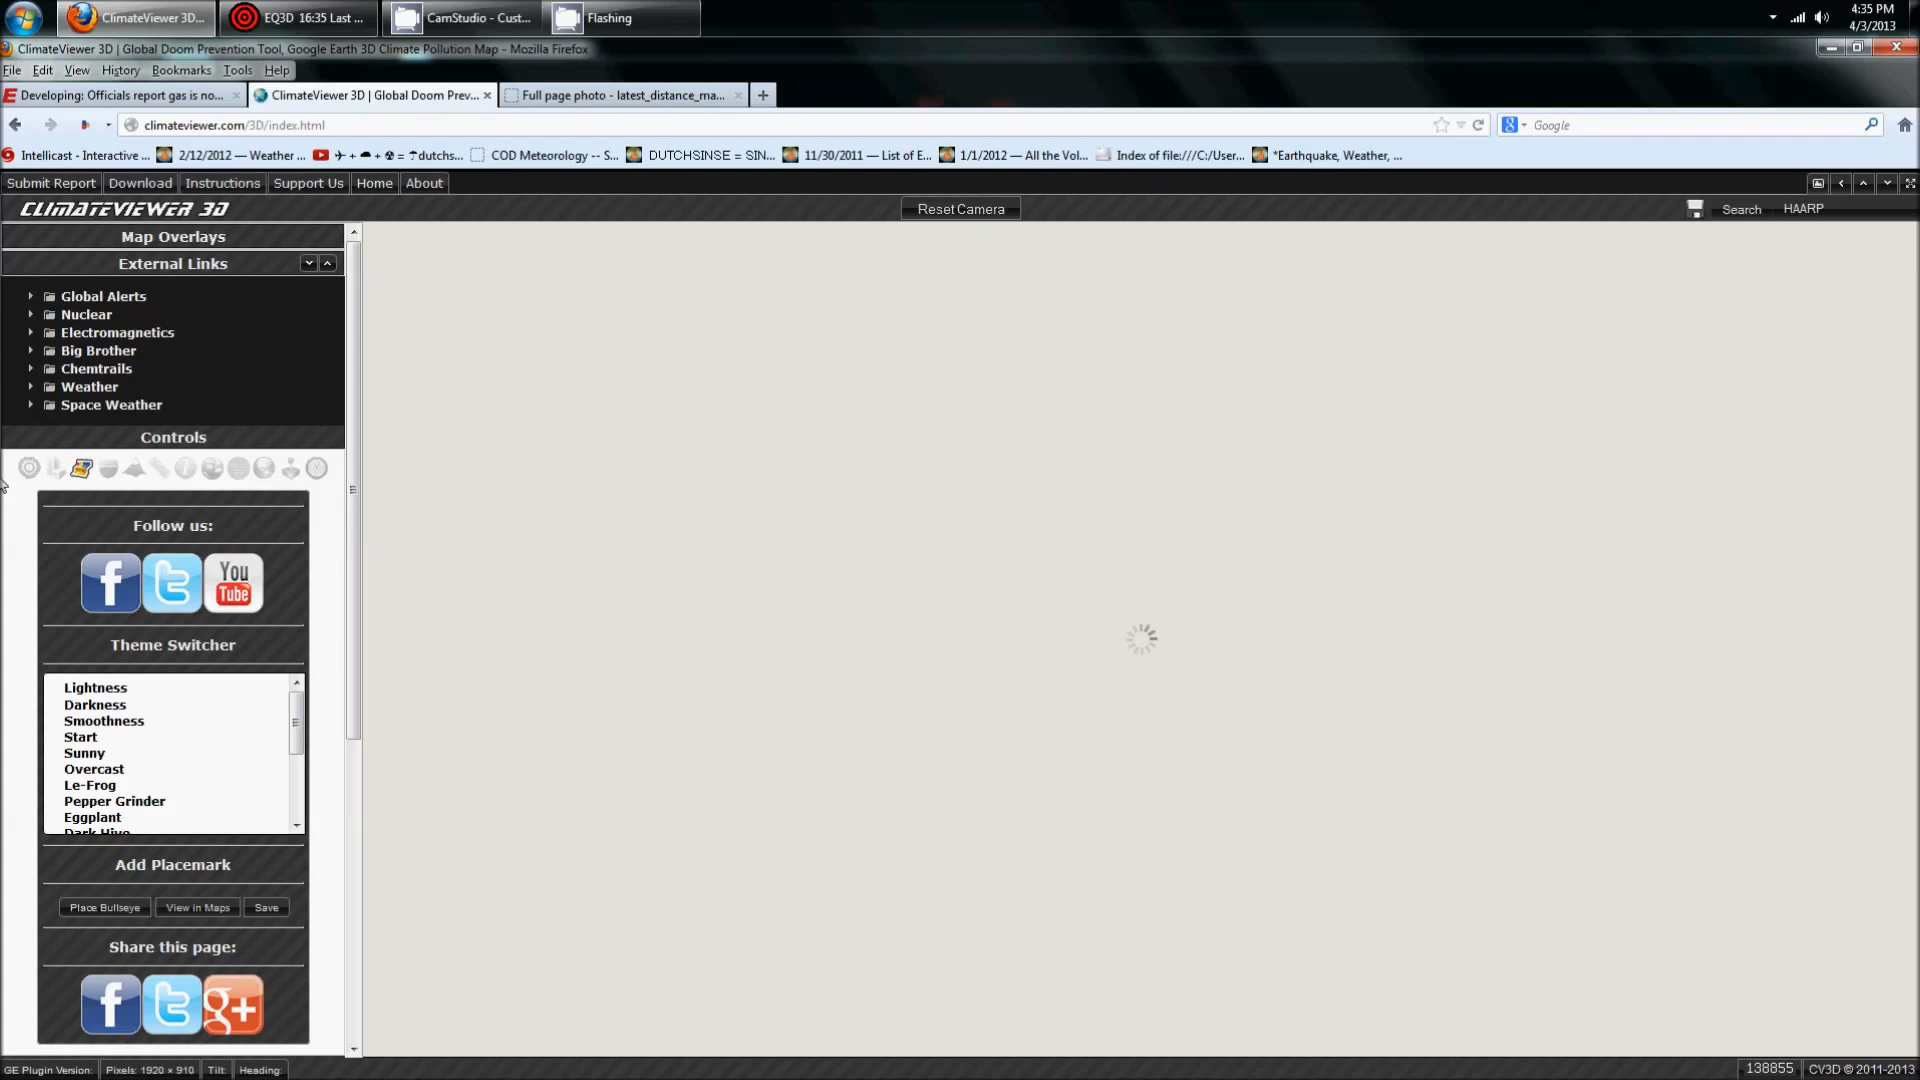 ClimateViewer 3D...
EQ3D 16:35 Last ...
CamStudio - Cust...
Flashing
4:35 PM
4/3/2013
ClimateViewer 3D | Global Doom Prevention Tool, Google Earth 3D Climate Pollution Map - Mozilla Firefox
File Edit View History Bookmarks Tools Help
Developing: Officials report gas is no...
ClimateViewer 3D | Global Doom Prev...
Full page photo - latest_distance_ma...
climateviewer.com/3D/index.html
Google
Intellicast - Interactive ...
2/12/2012 — Weather ...
dutchs...
COD Meteorology -- S...
DUTCHSINSE = SIN...
11/30/2011 — List of E...
1/1/2012 — All the Vol...
Index of file:///C:/User...
*Earthquake, Weather, ...
Submit Report Download Instructions Support Us Home About
CLIMATEVIEWER 3D
Reset Camera
Search HAARP
Map Overlays
External Links
Global Alerts
Nuclear
Electromagnetics
Big Brother
Chemtrails
Weather
Space Weather
Controls
Follow us:
You
Tube
Theme Switcher
Lightness
Darkness
Smoothness
Start
Sunny
Overcast
Le-Frog
Pepper Grinder
Eggplant
Dark Hive
Add Placemark
Place Bullseye View in Maps Save
Share this page:
g+
GE Plugin Version: Pixels: 1920 × 910 Tilt: Heading:
138855 CV3D © 2011-2013